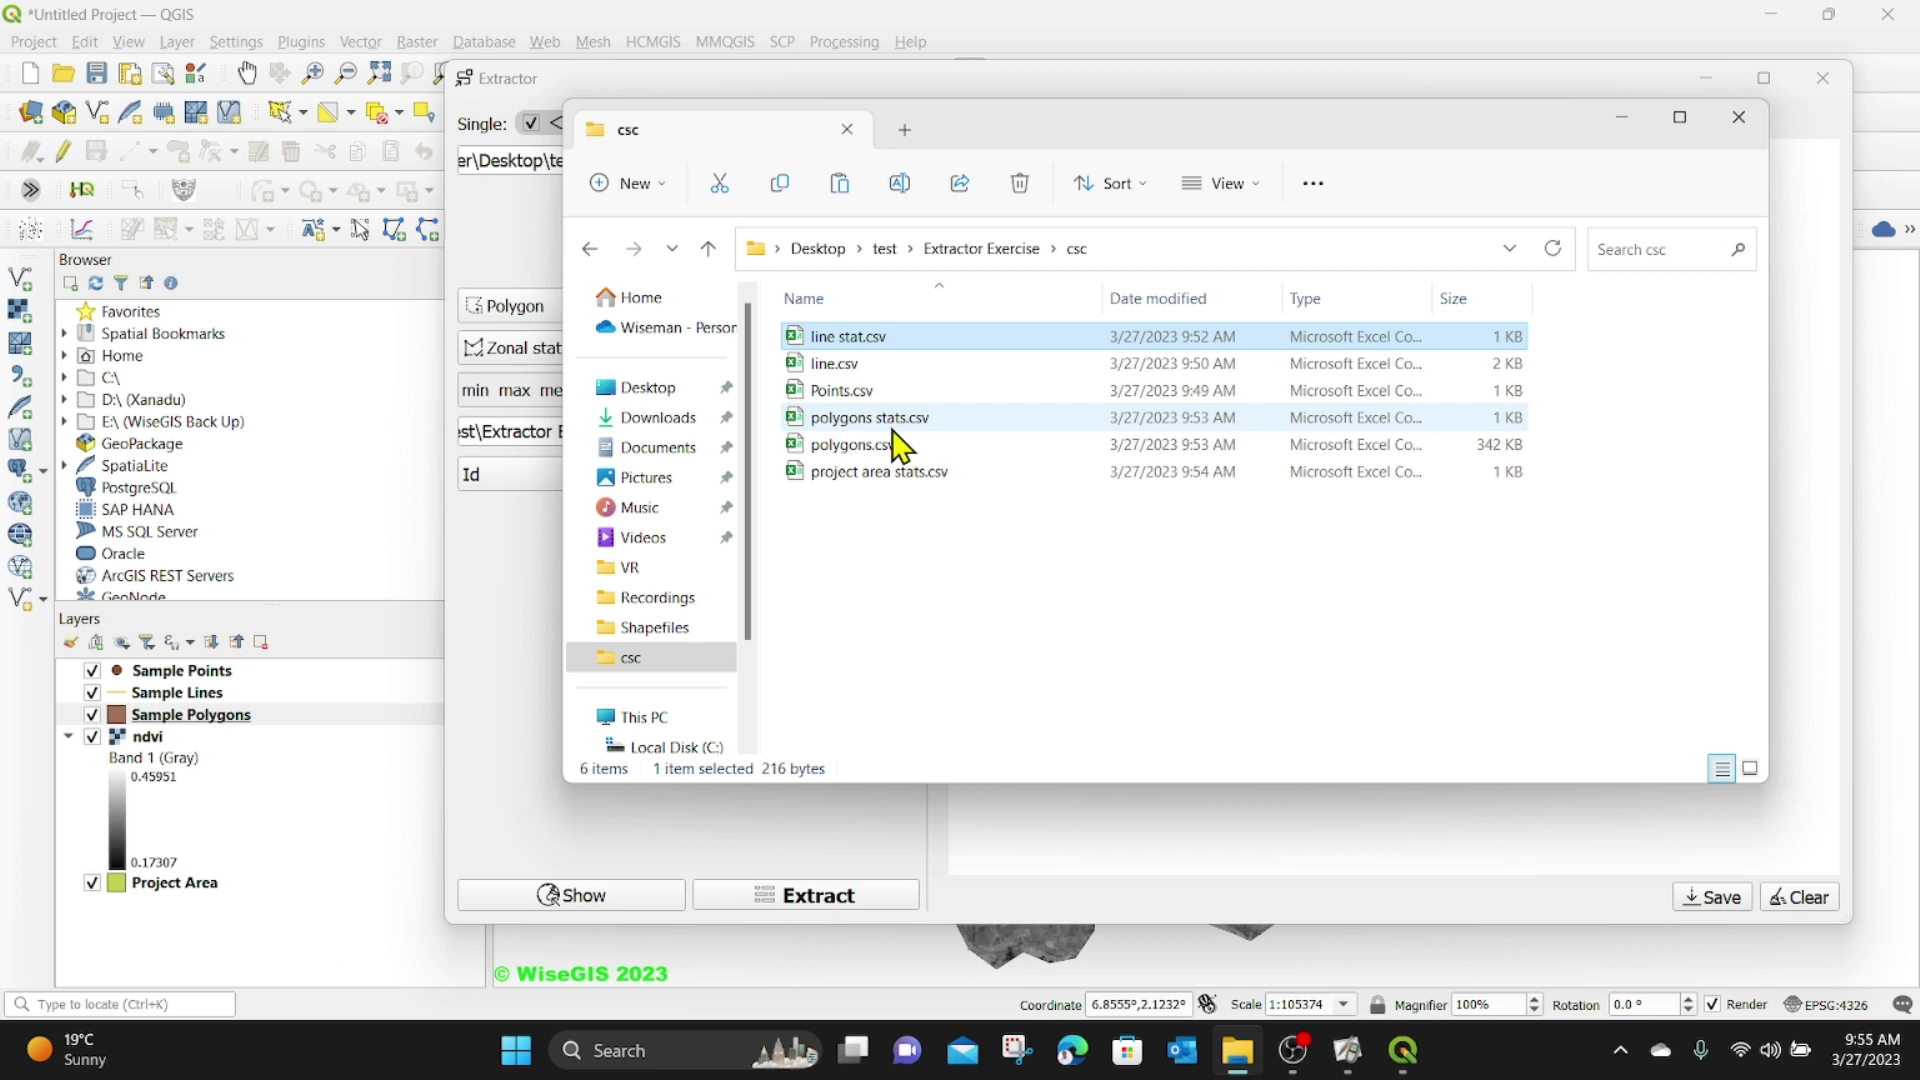 *Untitled Project — QGIS
Project Edit View Layer Settings Plugins Vector Raster Database Web Mesh HCMGIS MMQGIS SCP Processing Help
Extractor
Single:
er\Desktop\te
Polygon
Zonal stat
min max me
est\Extractor E
Id
Show
Extract
Save
Clear
csc
New
Sort
View
Desktop
test
Extractor Exercise
csc
Search csc
Home
Wiseman - Person
Desktop
Downloads
Documents
Pictures
Music
Videos
VR
Recordings
Shapefiles
csc
This PC
Local Disk (C:)
Name Date modified Type Size
line stat.csv 3/27/2023 9:52 AM Microsoft Excel Co... 1 KB
line.csv 3/27/2023 9:50 AM Microsoft Excel Co... 2 KB
Points.csv 3/27/2023 9:49 AM Microsoft Excel Co... 1 KB
polygons stats.csv 3/27/2023 9:53 AM Microsoft Excel Co... 1 KB
polygons.csv 3/27/2023 9:53 AM Microsoft Excel Co... 342 KB
project area stats.csv 3/27/2023 9:54 AM Microsoft Excel Co... 1 KB
6 items 1 item selected 216 bytes
Browser
Favorites
Spatial Bookmarks
Home
C:\
D:\ (Xanadu)
E:\ (WiseGIS Back Up)
GeoPackage
SpatiaLite
PostgreSQL
SAP HANA
MS SQL Server
Oracle
ArcGIS REST Servers
GeoNode
Layers
Sample Points
Sample Lines
Sample Polygons
ndvi
Band 1 (Gray)
0.45951
0.17307
Project Area
© WiseGIS 2023
Type to locate (Ctrl+K)
Coordinate 6.8555°,2.1232° Scale 1:105374 Magnifier 100% Rotation 0.0 ° Render EPSG:4326
19°C
Sunny
Search
9:55 AM
3/27/2023